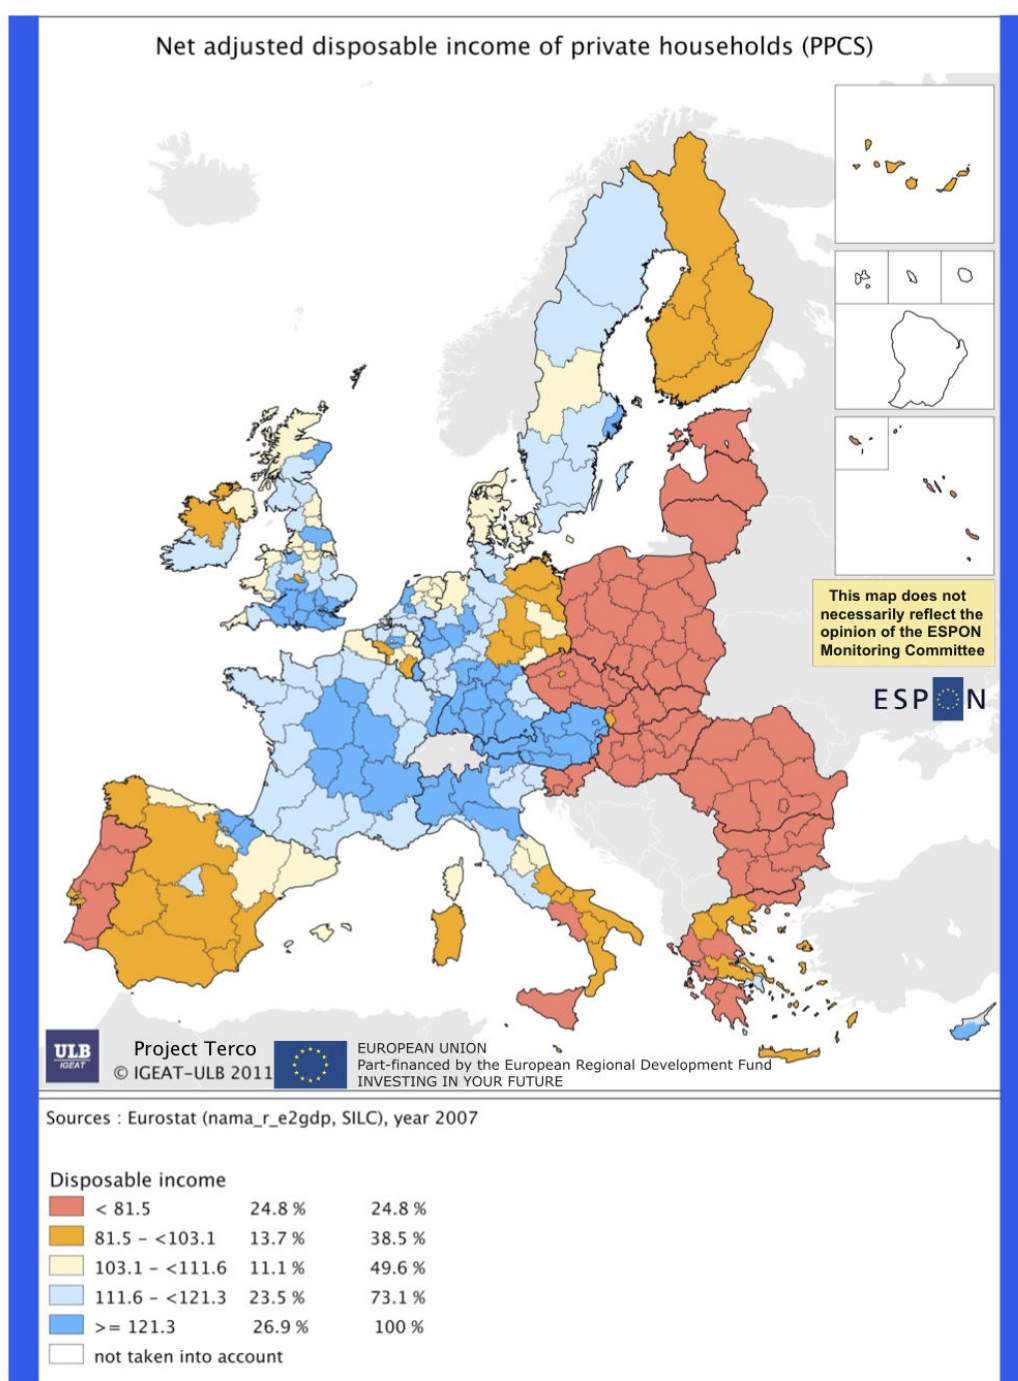 Net adjusted disposable income of private households (PPCS)
This map does not
necessarily reflect the
opinion of the ESPON
Monitoring Committee
ESPON
ULB
IGEAT
Project Terco
© IGEAT-ULB 2011
EUROPEAN UNION
Part-financed by the European Regional Development Fund
INVESTING IN YOUR FUTURE
Sources : Eurostat (nama_r_e2gdp, SILC), year 2007
Disposable income
< 81.5 24.8 % 24.8 %
81.5 - <103.1 13.7 % 38.5 %
103.1 - <111.6 11.1 % 49.6 %
111.6 - <121.3 23.5 % 73.1 %
>= 121.3 26.9 % 100 %
not taken into account